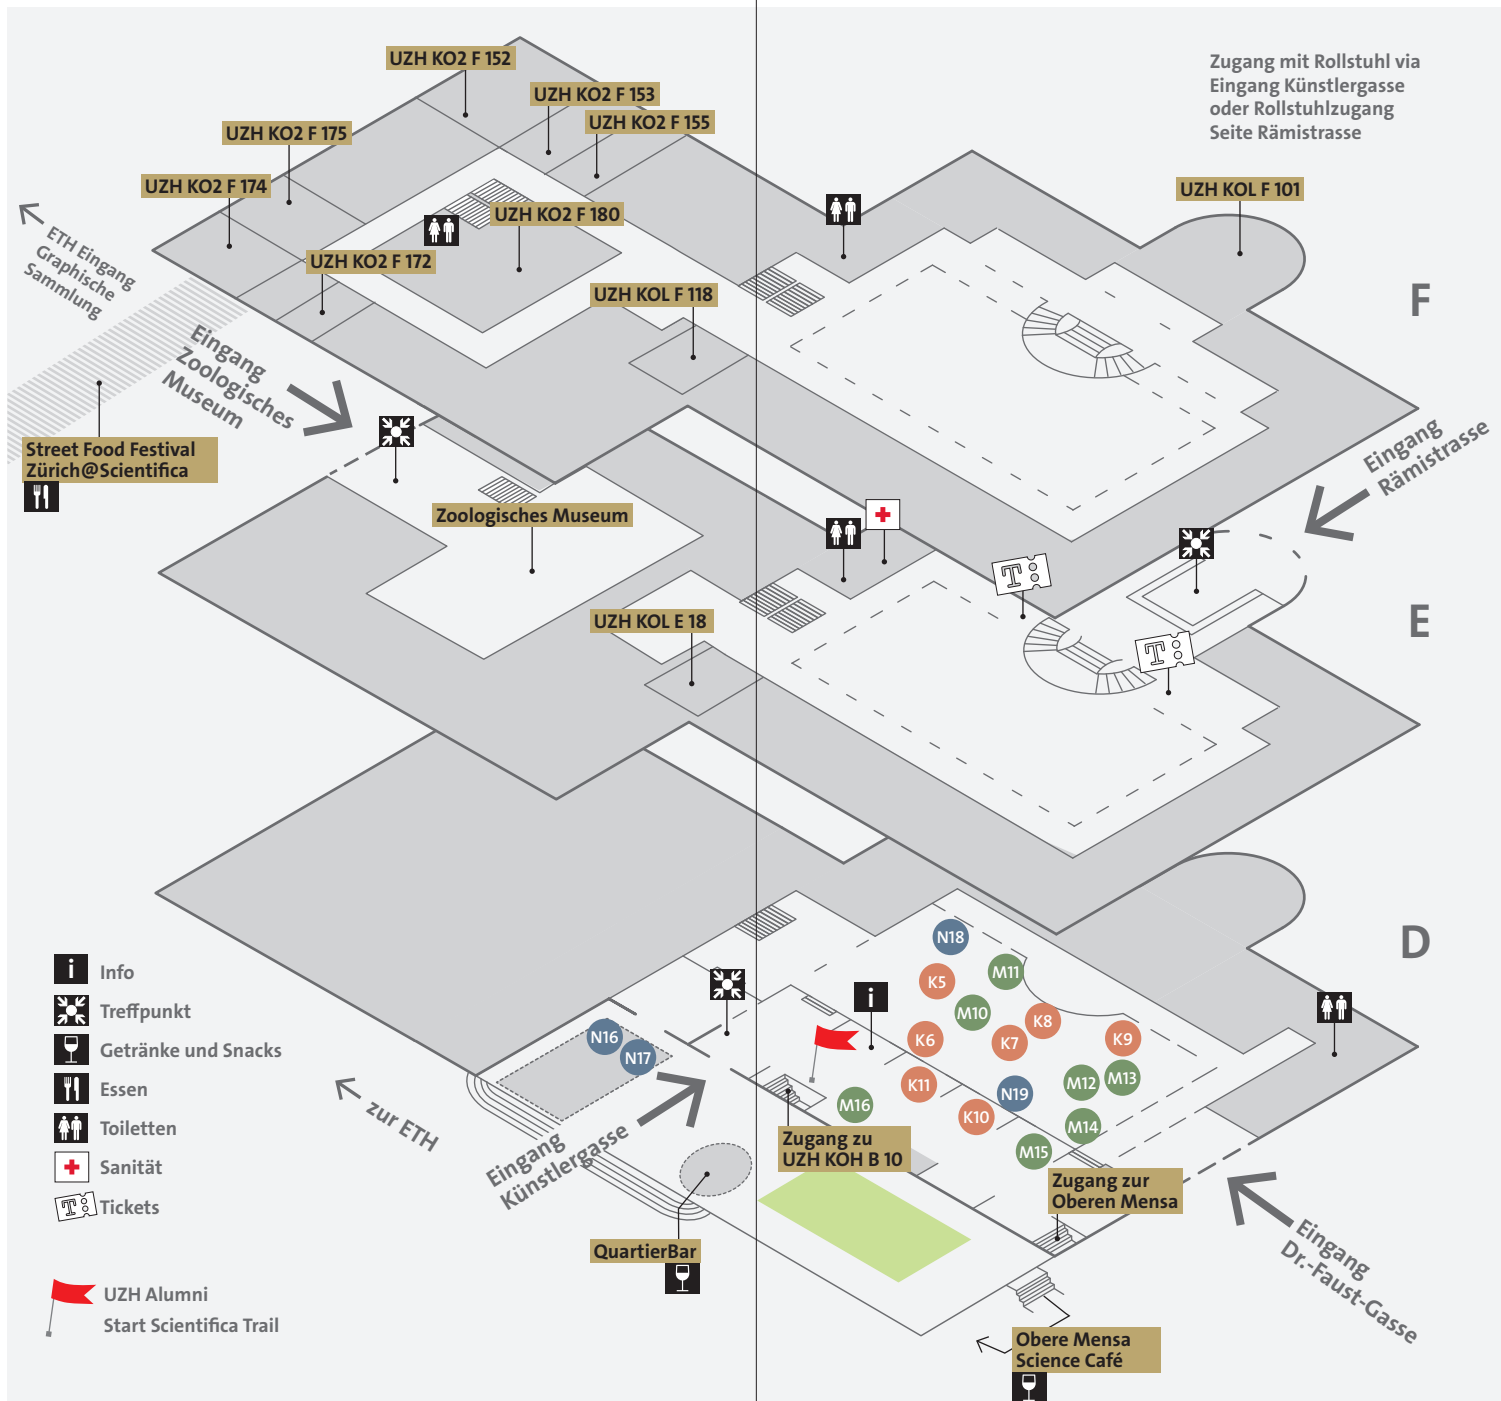 UZH KO2 F 152
UZH KO2 F 153
UZH KO2 F 155
UZH KO2 F 175
UZH KO2 F 174
UZH KO2 F 180
UZH KO2 F 172
UZH KOL F 118
Zugang mit Rollstuhl via
Eingang Künstlergasse
oder Rollstuhlzugang
Seite Rämistrasse
UZH KOL F 101
F
ETH Eingang
Graphische
Sammlung
Eingang
Zoologisches
Museum
Street Food Festival
Zürich@Scientifica
Eingang
Rämistrasse
Zoologisches Museum
T
T
UZH KOL E 18
E
D
N18
M11
K5
M10
K8
K6
K7
K9
N16
N17
i
K11
N19
M12
M13
M16
K10
M14
M15
Zugang zu
UZH KOH B 10
Zugang zur
Oberen Mensa
zur ETH
Eingang
Künstlergasse
QuartierBar
Eingang
Dr.-Faust-Gasse
Obere Mensa
Science Café
i Info
Treffpunkt
Getränke und Snacks
Essen
Toiletten
Sanität
T Tickets
UZH Alumni
Start Scientifica Trail